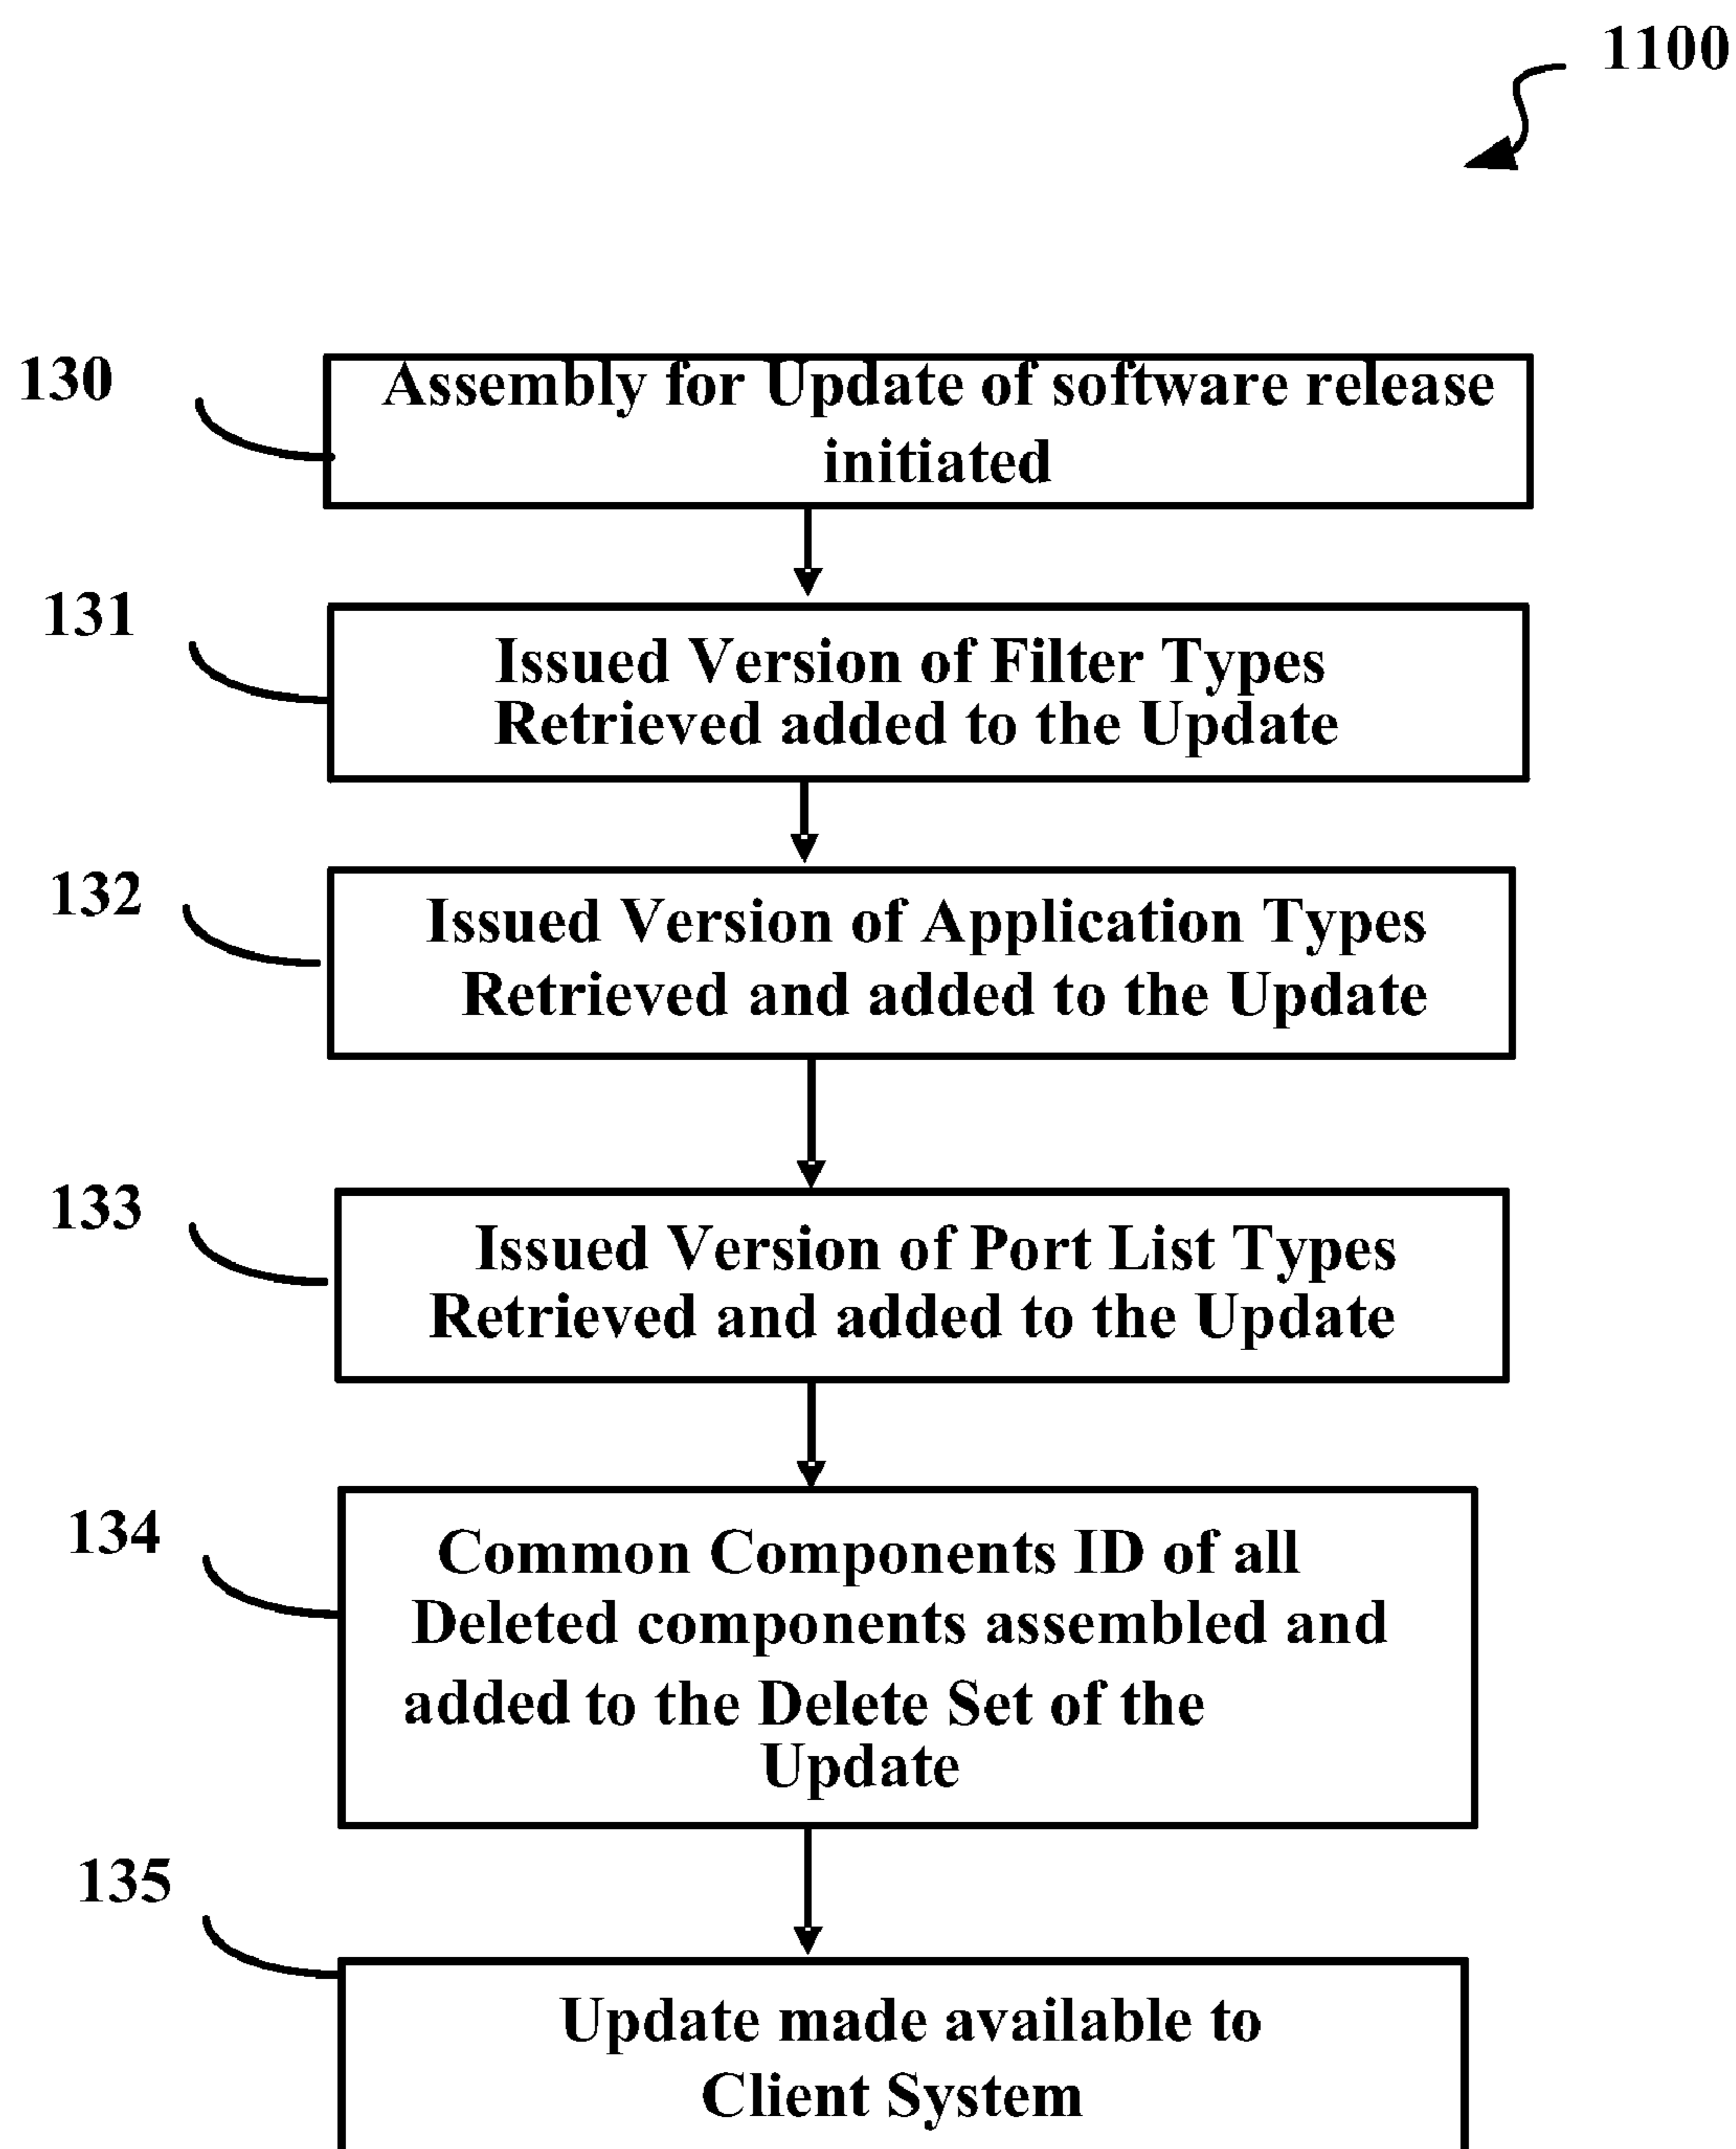 1100
130
Assembly for Update of software release
initiated
131
Issued Version of Filter Types
Retrieved added to the Update
132
Issued Version of Application Types
Retrieved and added to the Update
133
Issued Version of Port List Types
Retrieved and added to the Update
134
Common Components ID of all
Deleted components assembled and
added to the Delete Set of the
Update
135
Update made available to
Client System